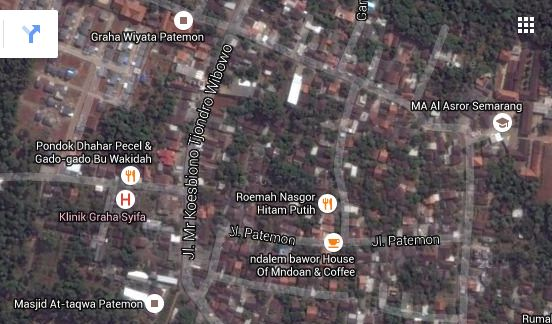 Gar
Graha Wiyata Patemon
Jl. Mr Koesbiono Tjondro Wibowo
MA Al Asror Semarang
Pondok Dhahar Pecel &
Gado-gado Bu Wakidah
H
Klinik Graha Syifa
Roemah Nasgor
Hitam Putih
Jl. Patemon
Jl. Patemon
ndalem bawor House
Of Mndoan & Coffee
Masjid At-taqwa Patemon
Ruma